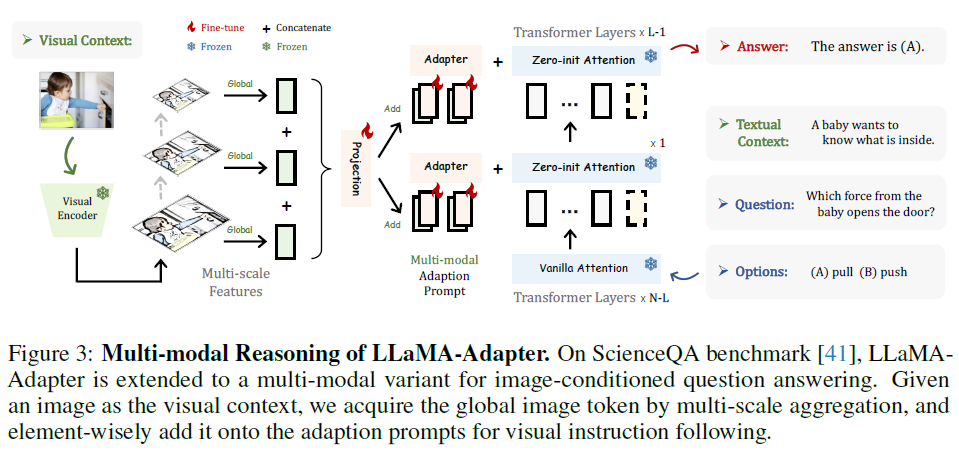 Visual Context:
Fine-tune
+ Concatenate
Frozen
Frozen
Transformer Layers x L-1
Answer: The answer is (A).
Adapter + Zero-init Attention
Global
Global
Global
+
+
Visual
Encoder
Multi-scale
Features
Projection
Add
Add
...
x 1
Adapter + Zero-init Attention
...
Multi-modal
Adaption
Prompt
Vanilla Attention
Transformer Layers x N-L
Textual
Context:
A baby wants to
know what is inside.
Question:
Which force from the
baby opens the door?
Options: (A) pull (B) push
Figure 3: Multi-modal Reasoning of LLaMA-Adapter. On ScienceQA benchmark [41], LLaMA-
Adapter is extended to a multi-modal variant for image-conditioned question answering. Given
an image as the visual context, we acquire the global image token by multi-scale aggregation, and
element-wisely add it onto the adaption prompts for visual instruction following.